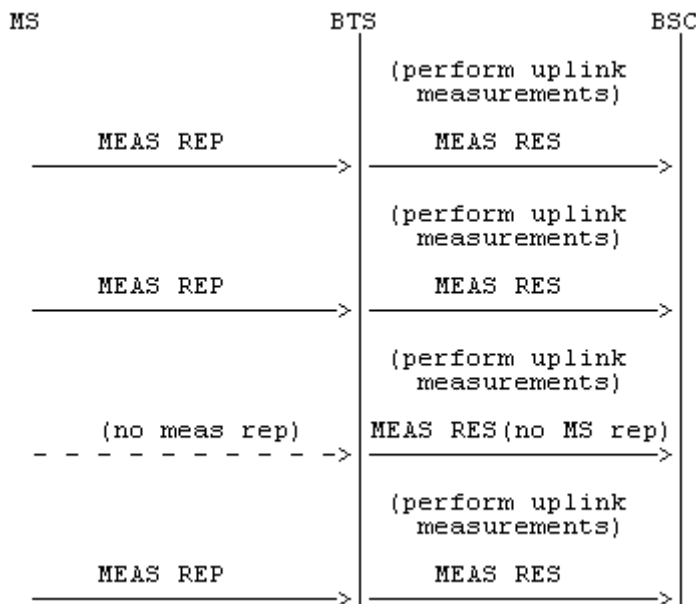 MS BTS BSC
(perform uplink
measurements)
MEAS REP MEAS RES
(perform uplink
measurements)
MEAS REP MEAS RES
(perform uplink
measurements)
(no meas rep) MEAS RES(no MS rep)
(perform uplink
measurements)
MEAS REP MEAS RES